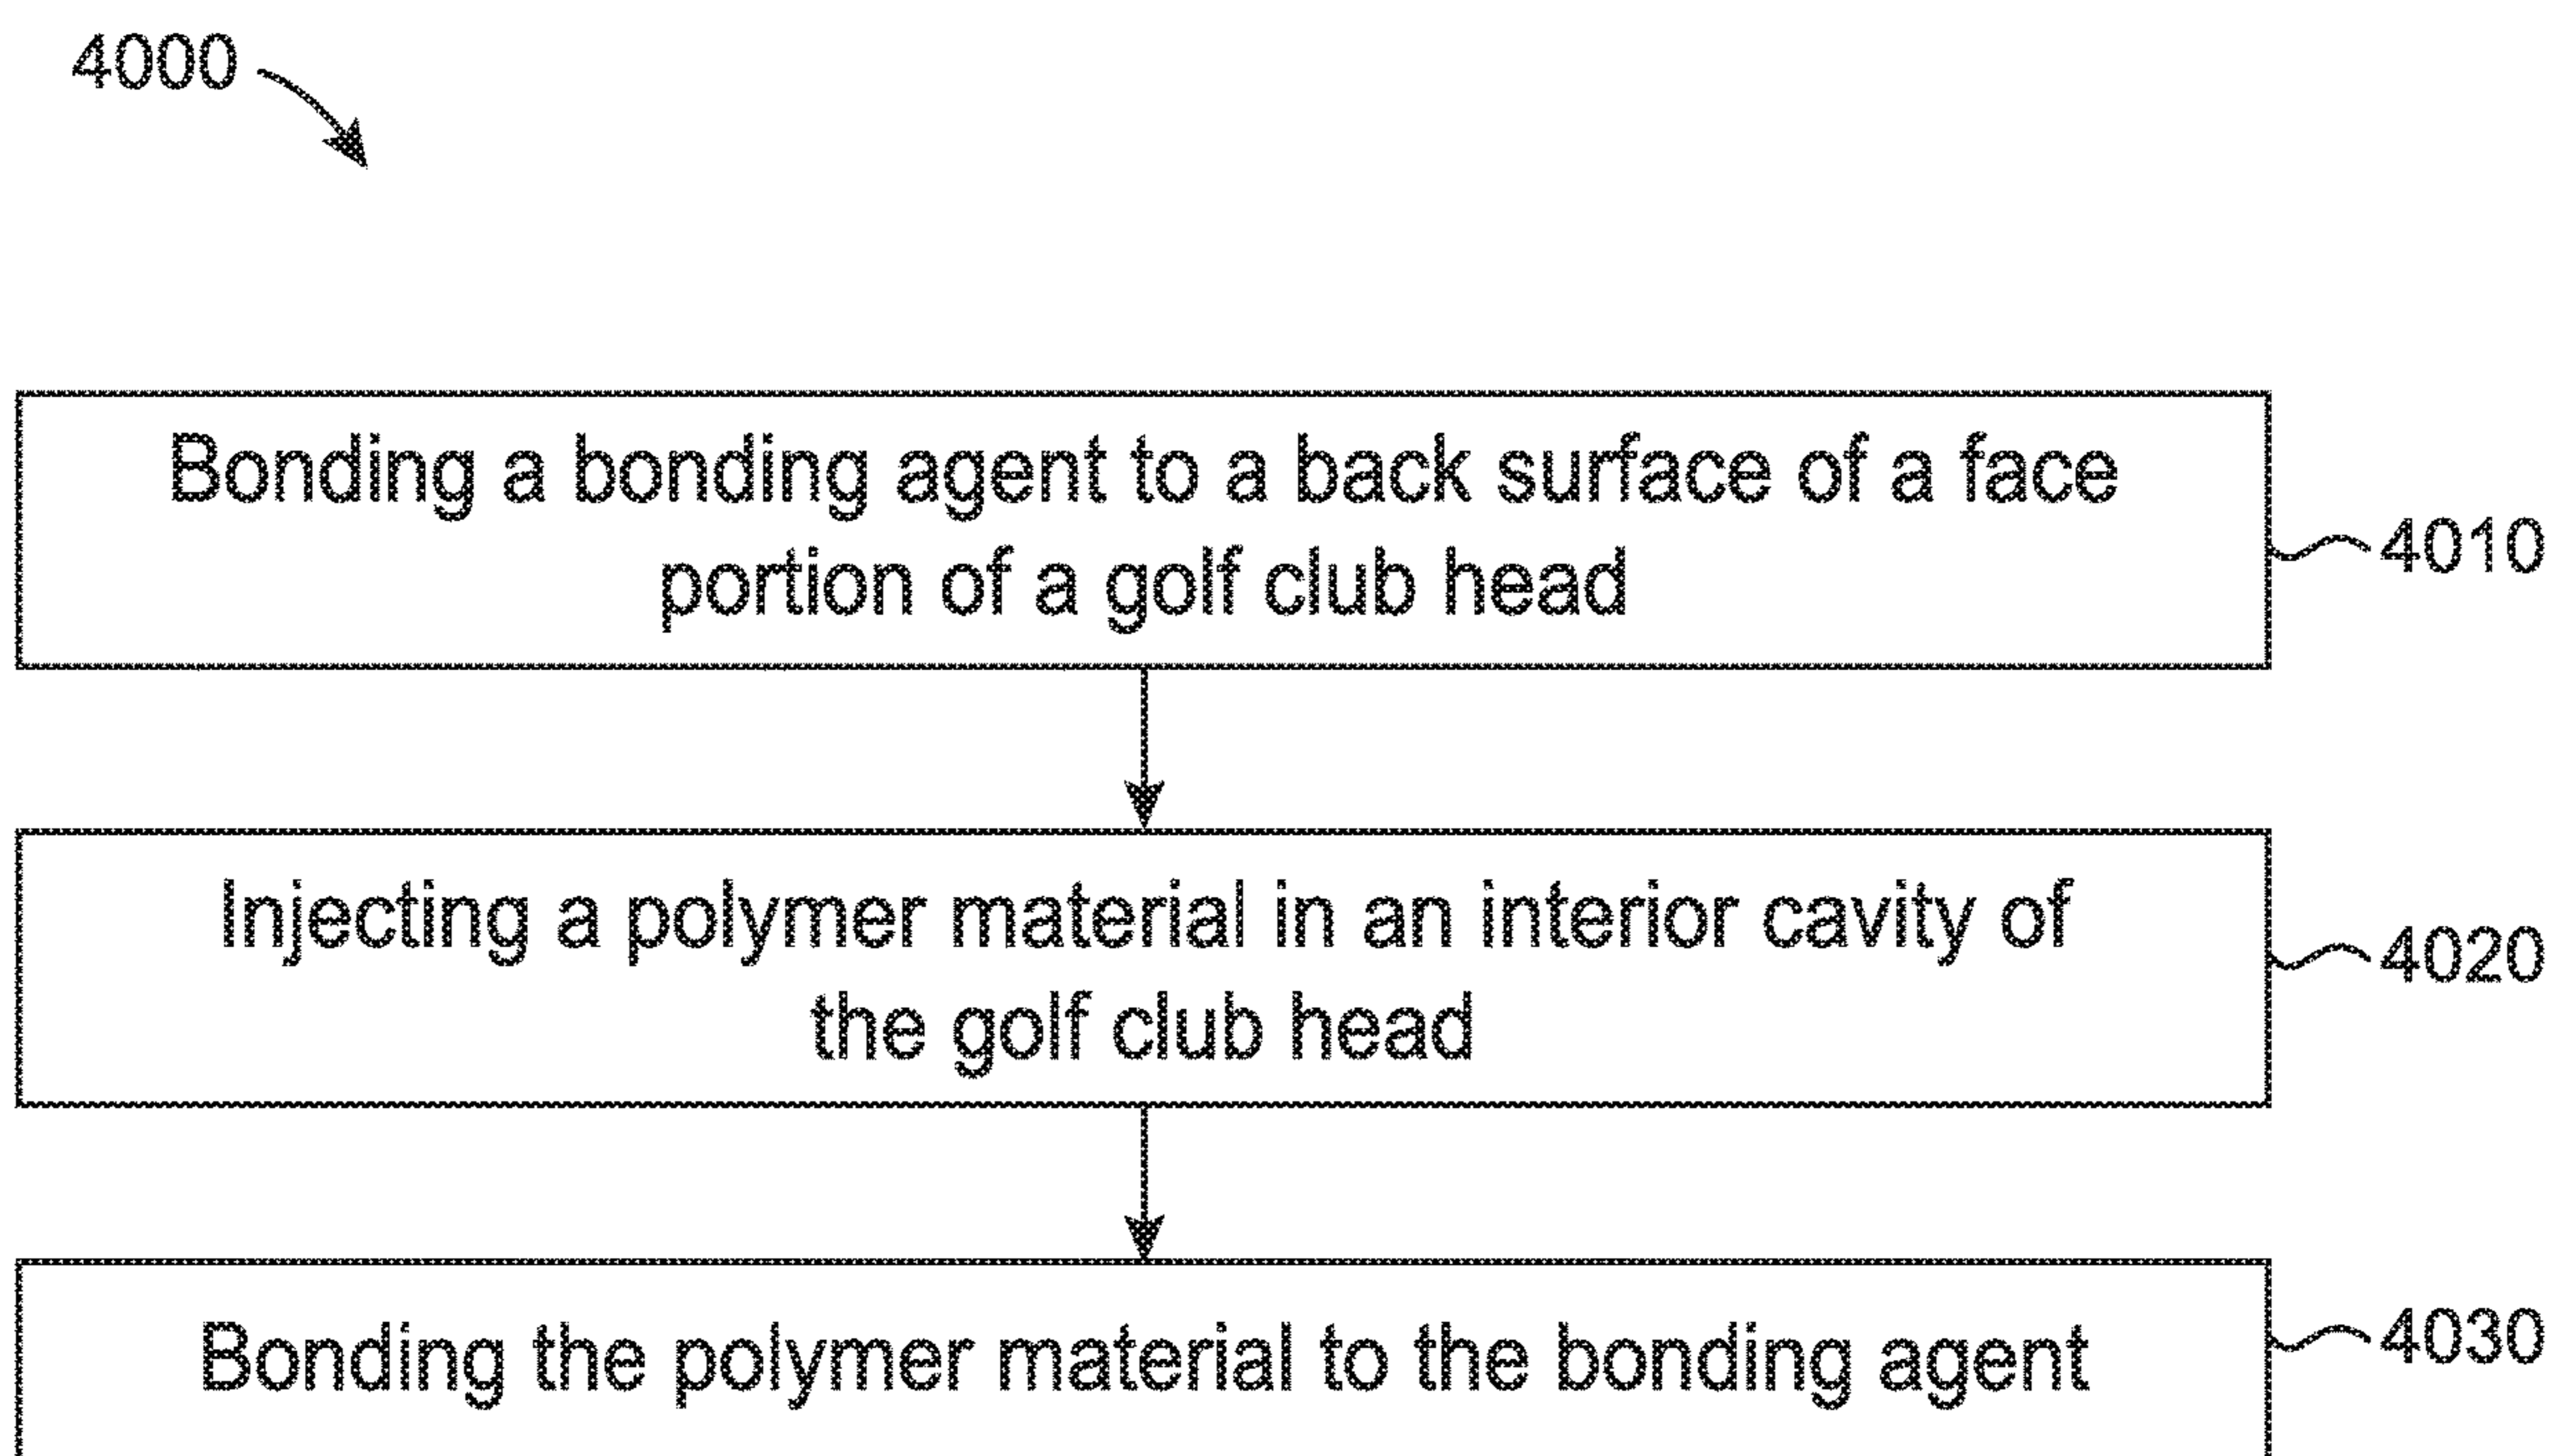 4000
Bonding a bonding agent to a back surface of a face
portion of a golf club head
4010
Injecting a polymer material in an interior cavity of
the golf club head
4020
Bonding the polymer material to the bonding agent
4030